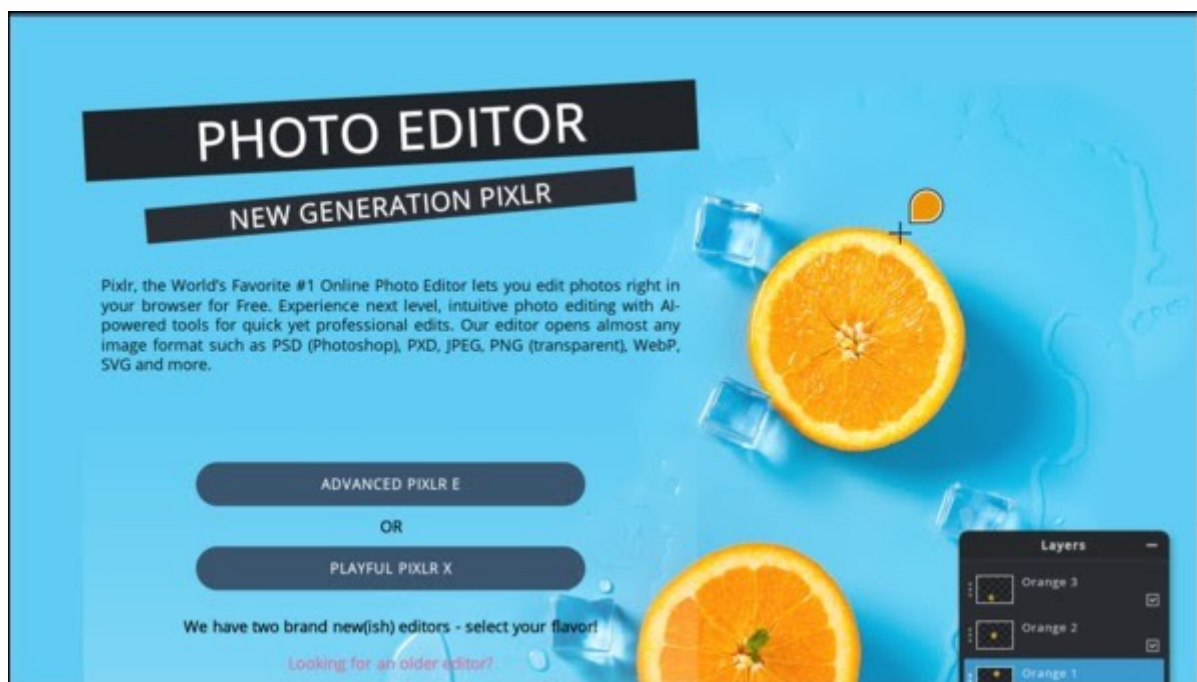 PHOTO EDITOR
NEW GENERATION PIXLR
Pixlr, the World's Favorite #1 Online Photo Editor lets you edit photos right in
your browser for Free. Experience next level, intuitive photo editing with AI-
powered tools for quick yet professional edits. Our editor opens almost any
image format such as PSD (Photoshop), PXD, JPEG, PNG (transparent), WebP,
SVG and more.
ADVANCED PIXLR E
OR
PLAYFUL PIXLR X
We have two brand new(ish) editors - select your flavor!
Looking for an older editor?
Layers
Orange 3
Orange 2
Orange 1